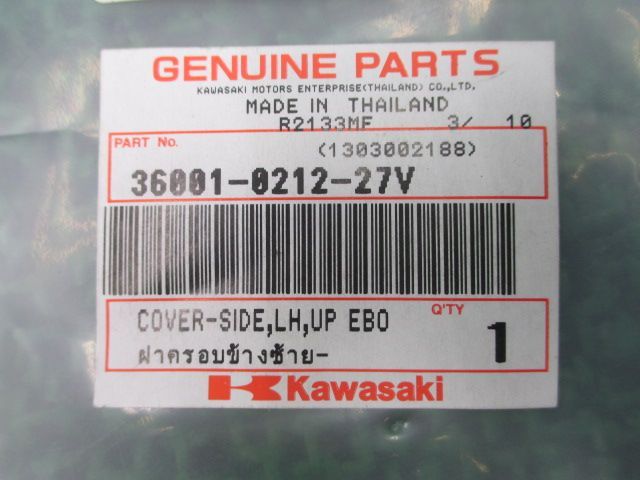 GENUINE PARTS
KAWASAKI MOTORS ENTERPRISE(THAILAND) CO.,LTD.
MADE IN THAILAND
R2133MF 3/ 10
PART No. (1303002188)
36001-0212-27V
COVER-SIDE,LH,UP EBO
Q'TY 1
ฝาครอบข้างซ้าย-
Kawasaki